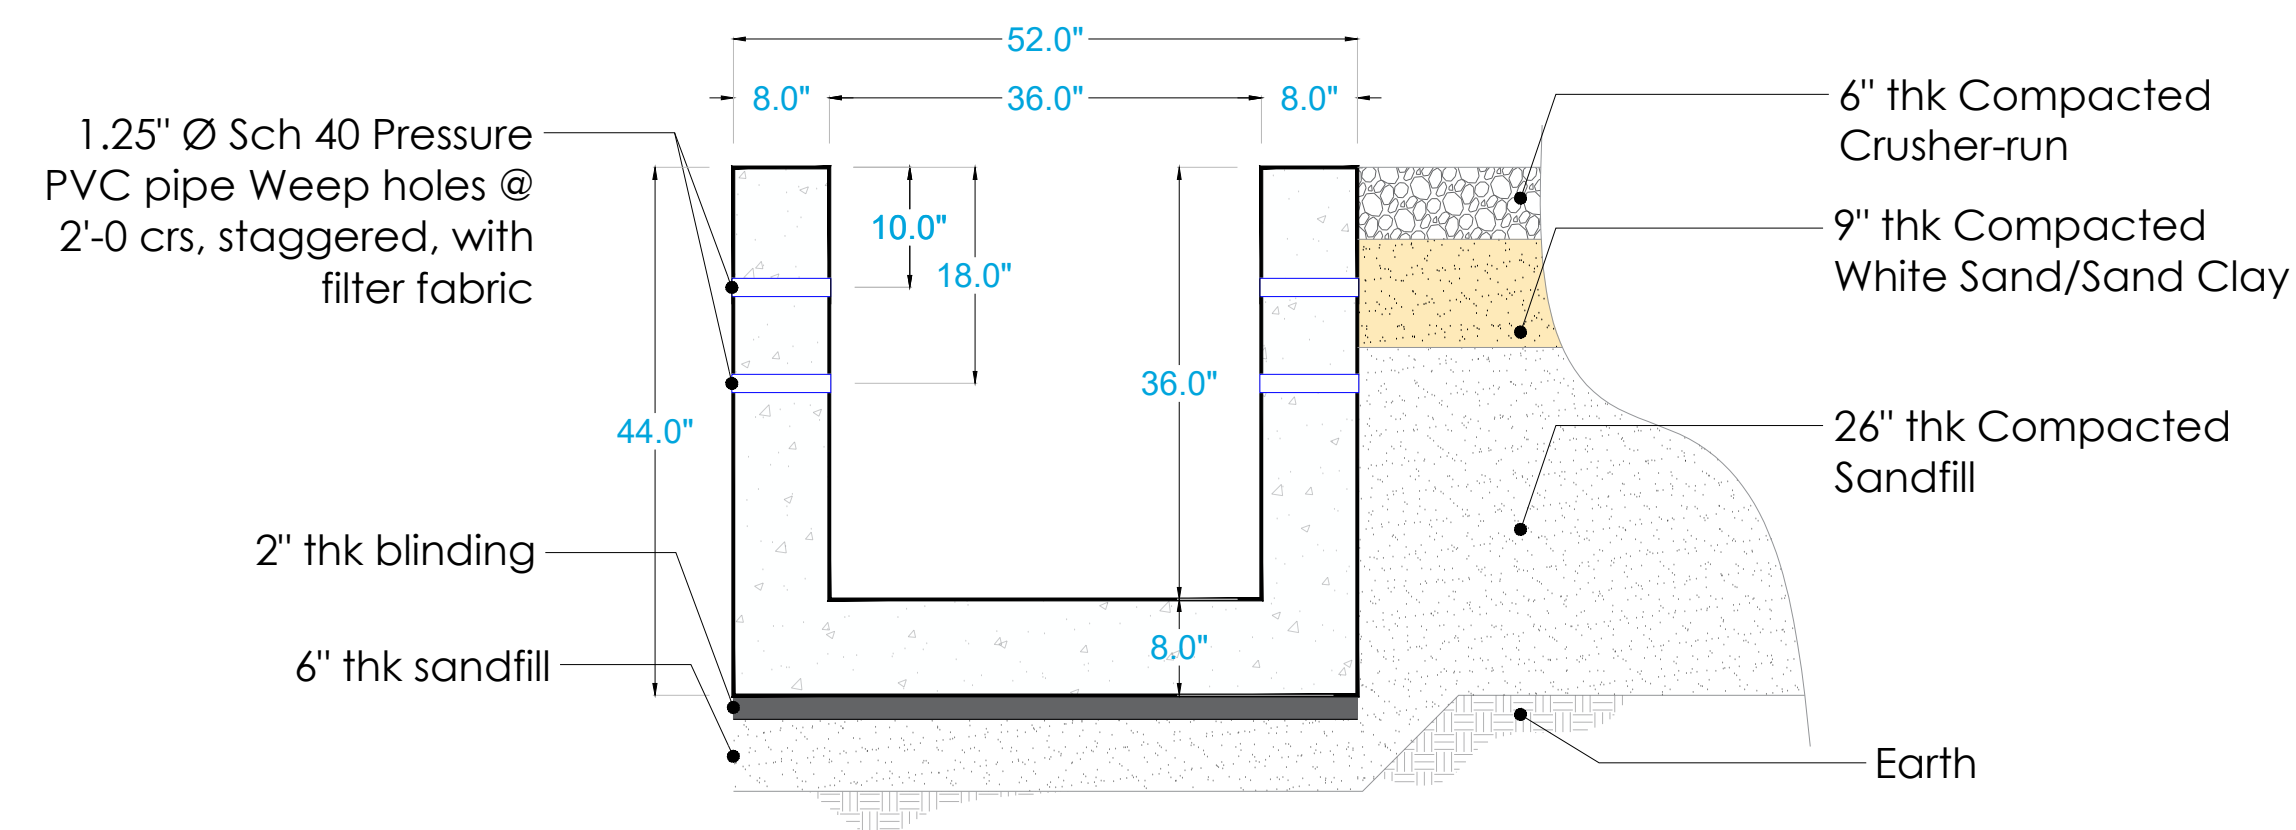 52.0"
8.0"
36.0"
8.0"
1.25" Ø Sch 40 Pressure
PVC pipe Weep holes @
2'-0 crs, staggered, with
filter fabric
10.0"
18.0"
36.0"
44.0"
8.0"
2" thk blinding
6" thk sandfill
6" thk Compacted
Crusher-run
9" thk Compacted
White Sand/Sand Clay
26" thk Compacted
Sandfill
Earth